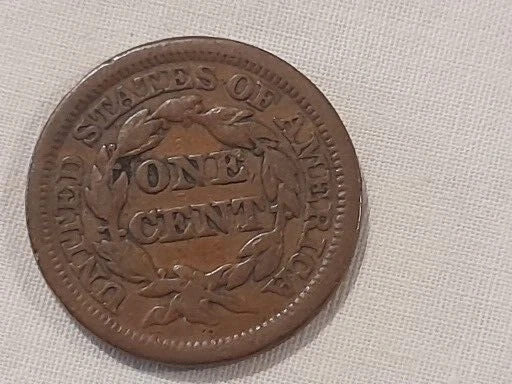 UNITED STATES OF AMERICA
ONE
CENT